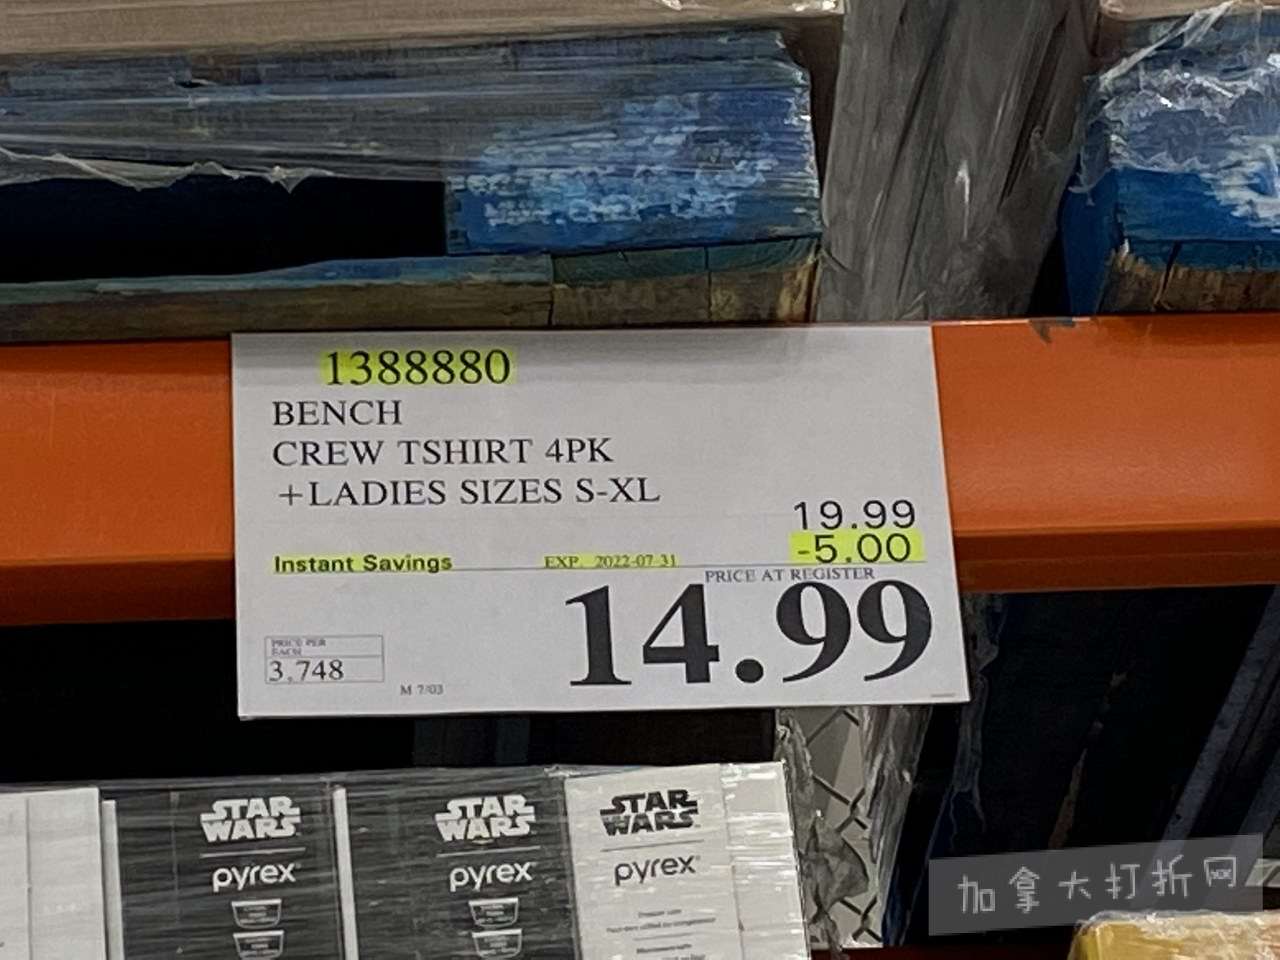 1388880
BENCH
CREW TSHIRT 4PK
+LADIES SIZES S-XL
19.99
Instant Savings EXP. 2022-07-31 -5.00
PRICE AT REGISTER
14.99
PRICE PER
EACH
3,748
M 7/03
STAR WARS
pyrex
STAR WARS
pyrex
STAR WARS
pyrex
加拿大打折网